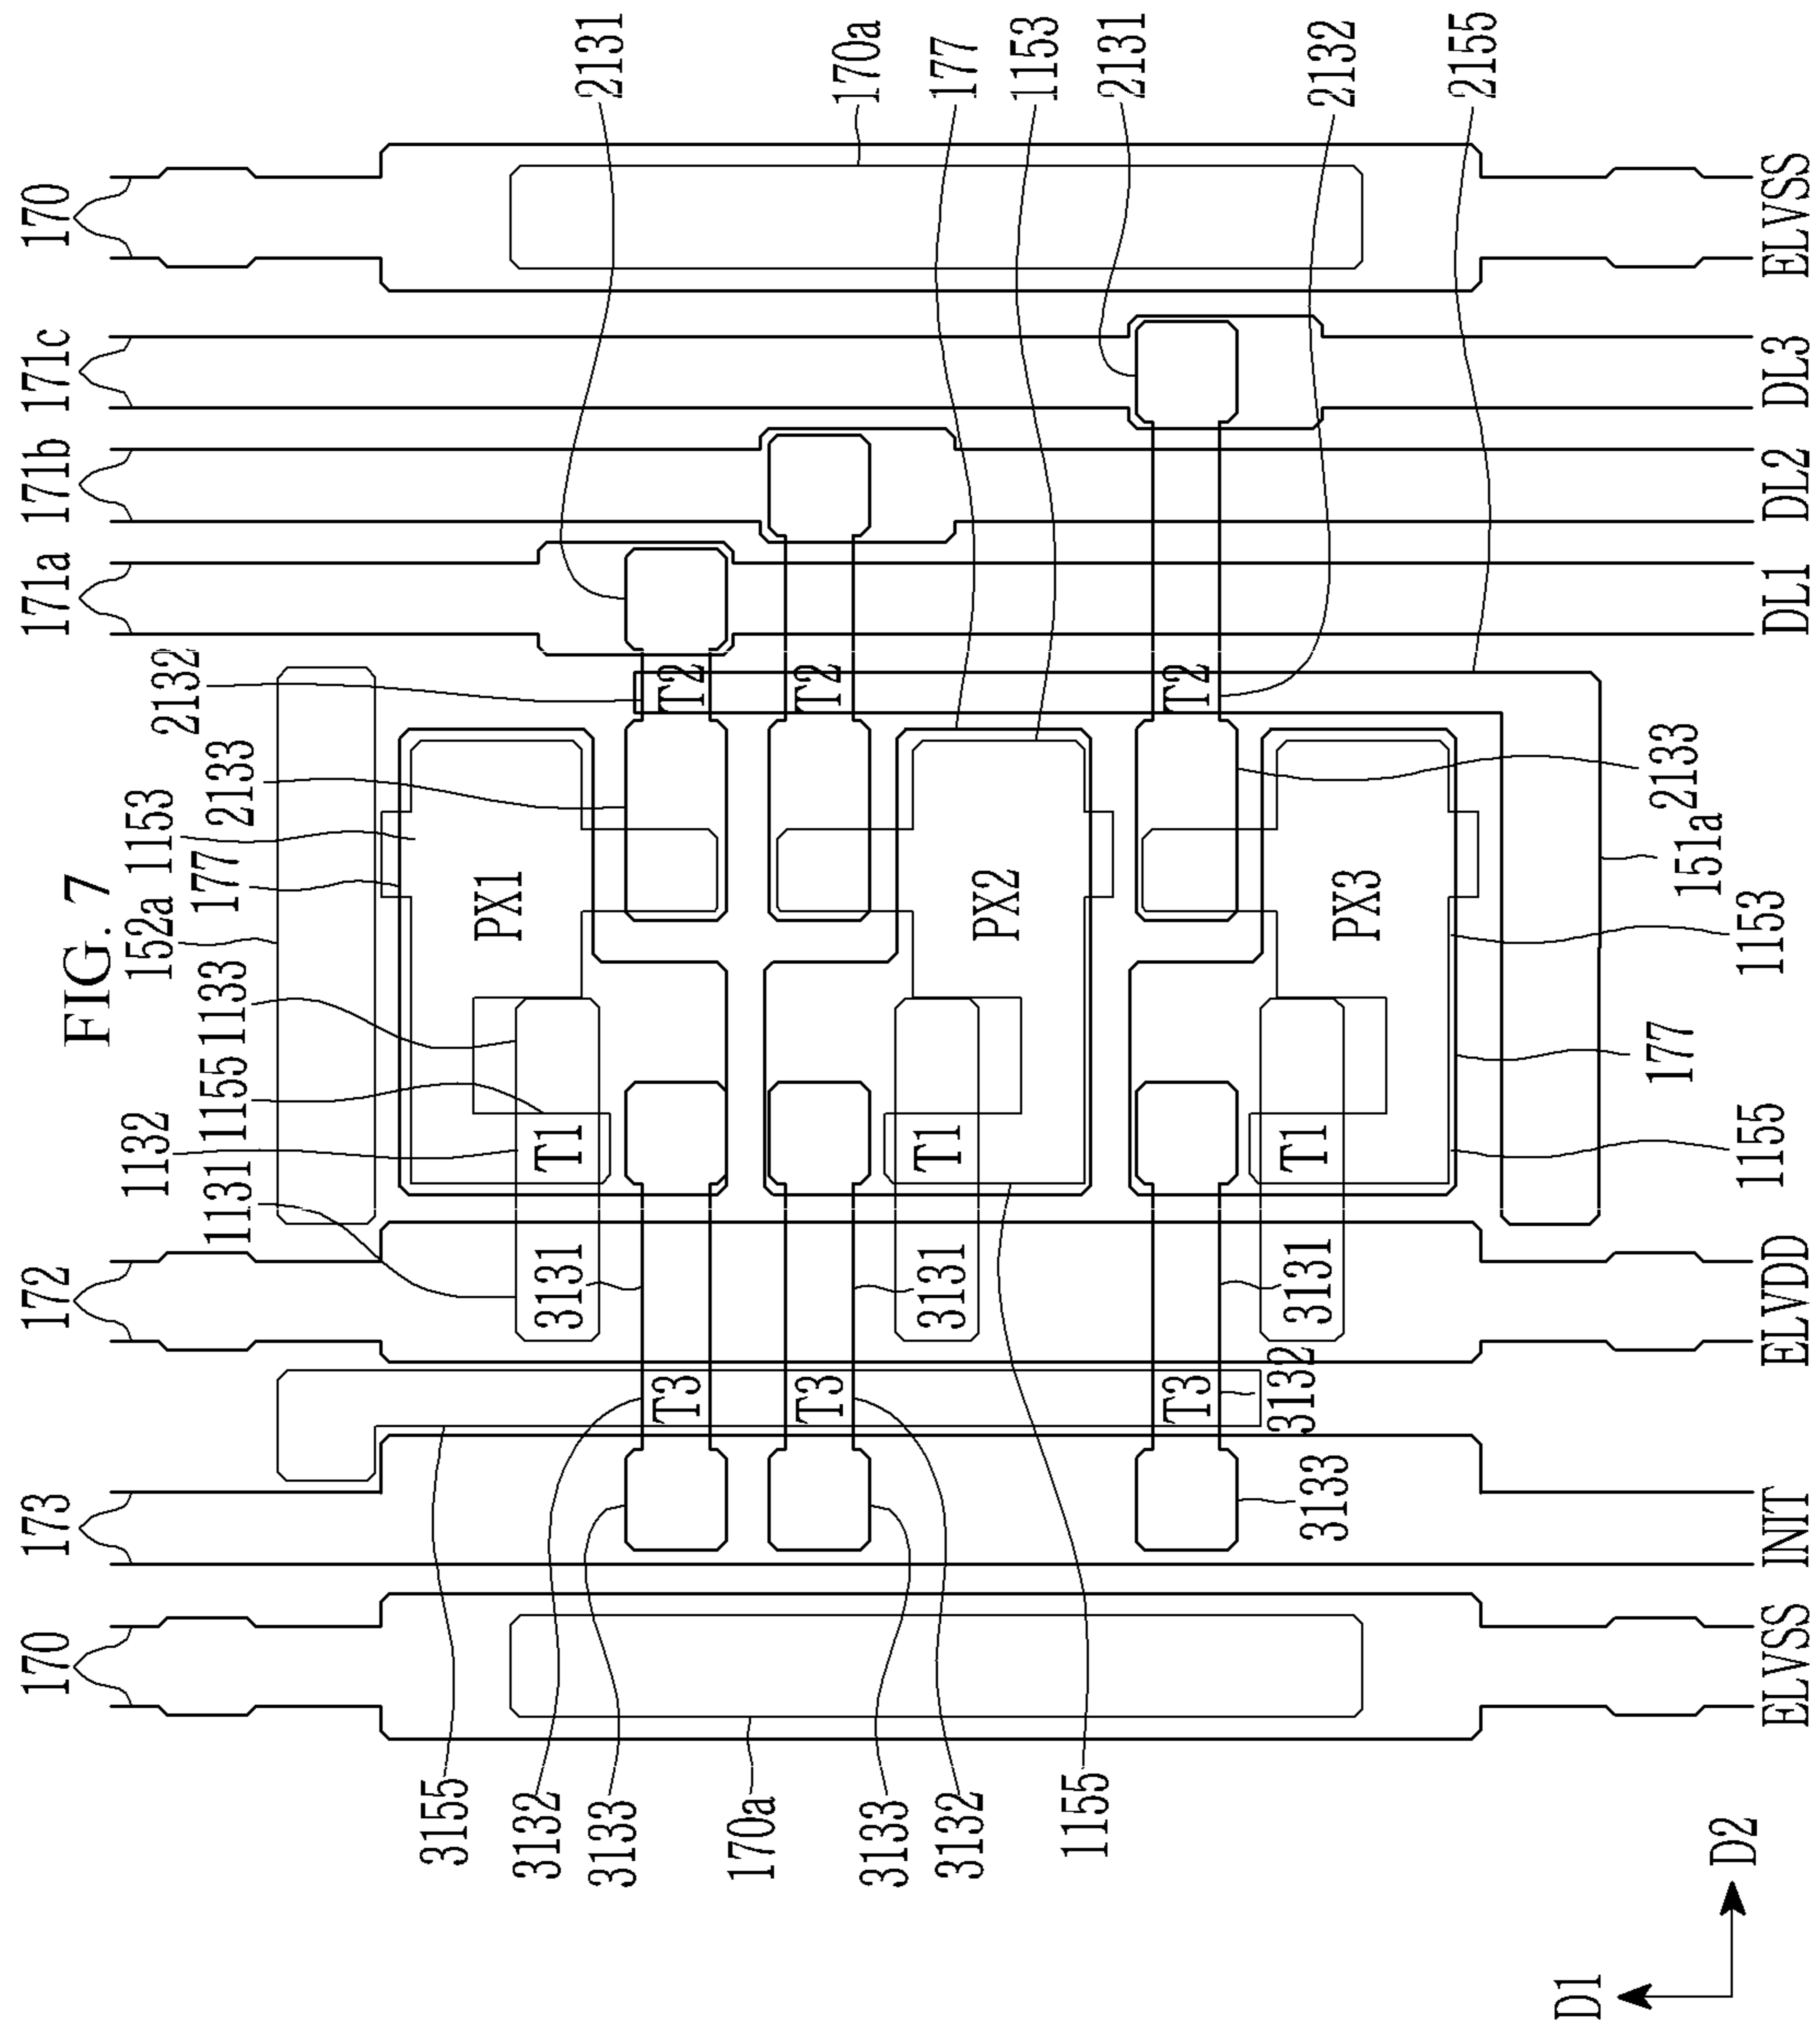 170
173
172
171a
171b
171c
170
FIG. 7
1132
152a
1153
2132
1131
1155
1133
177
2133
3155
PX1
3132
T1
3131
3133
2131
T3
T2
170a
T3
T2
170a
3133
3131
T1
3132
177
PX2
1153
1155
2131
T3
T2
3132
3131
T1
3133
2132
PX3
2155
D1
177
2133
151a
D2
1155
1153
ELVSS
INIT
ELVDD
DL1
DL2
DL3
ELVSS